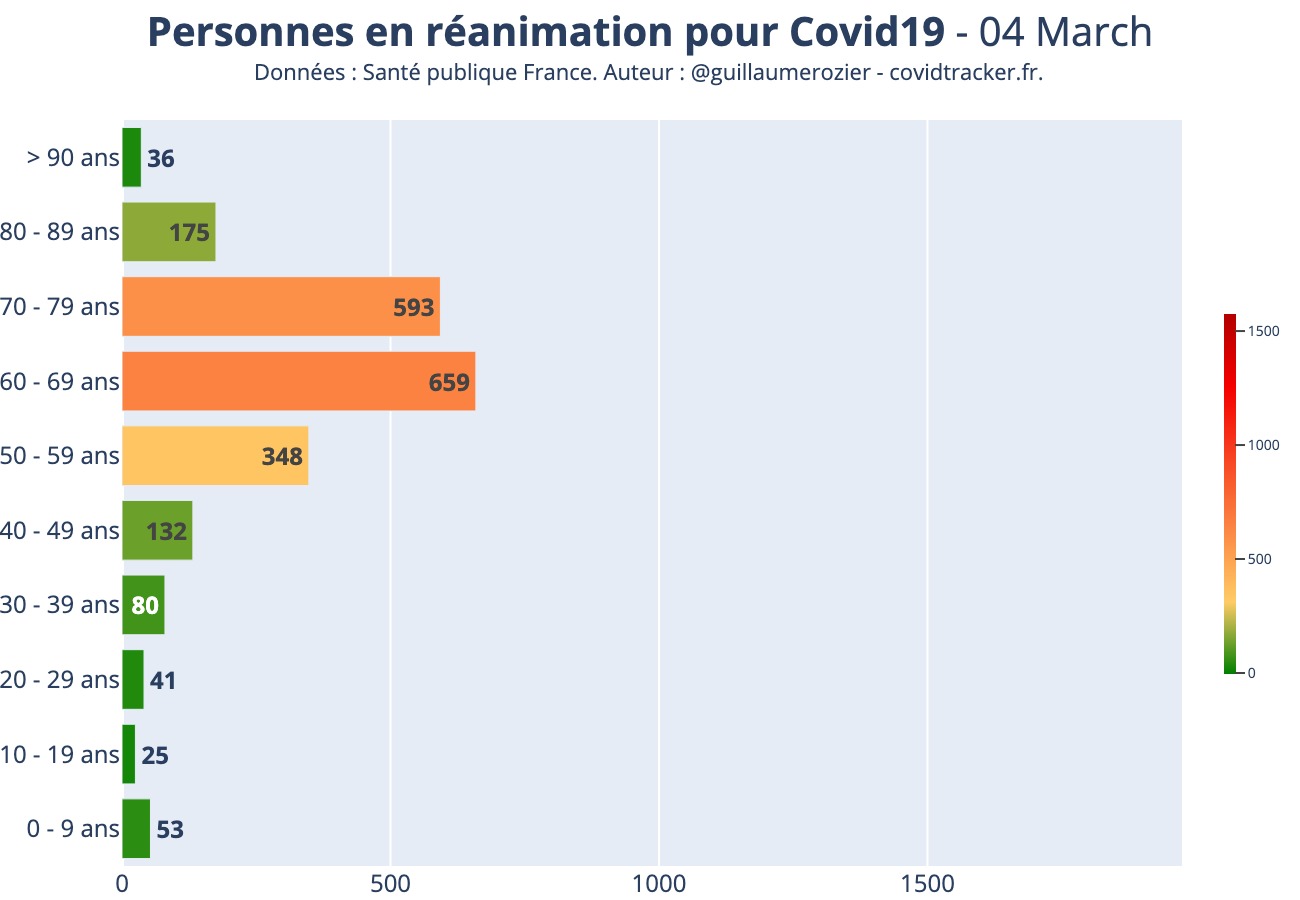 Personnes en réanimation pour Covid19 - 04 March
Données : Santé publique France. Auteur : @guillaumerozier - covidtracker.fr.
> 90 ans 36
80 - 89 ans 175
70 - 79 ans 593
60 - 69 ans 659
50 - 59 ans 348
40 - 49 ans 132
30 - 39 ans 80
20 - 29 ans 41
10 - 19 ans 25
0 - 9 ans 53
0 500 1000 1500
1500
1000
500
0